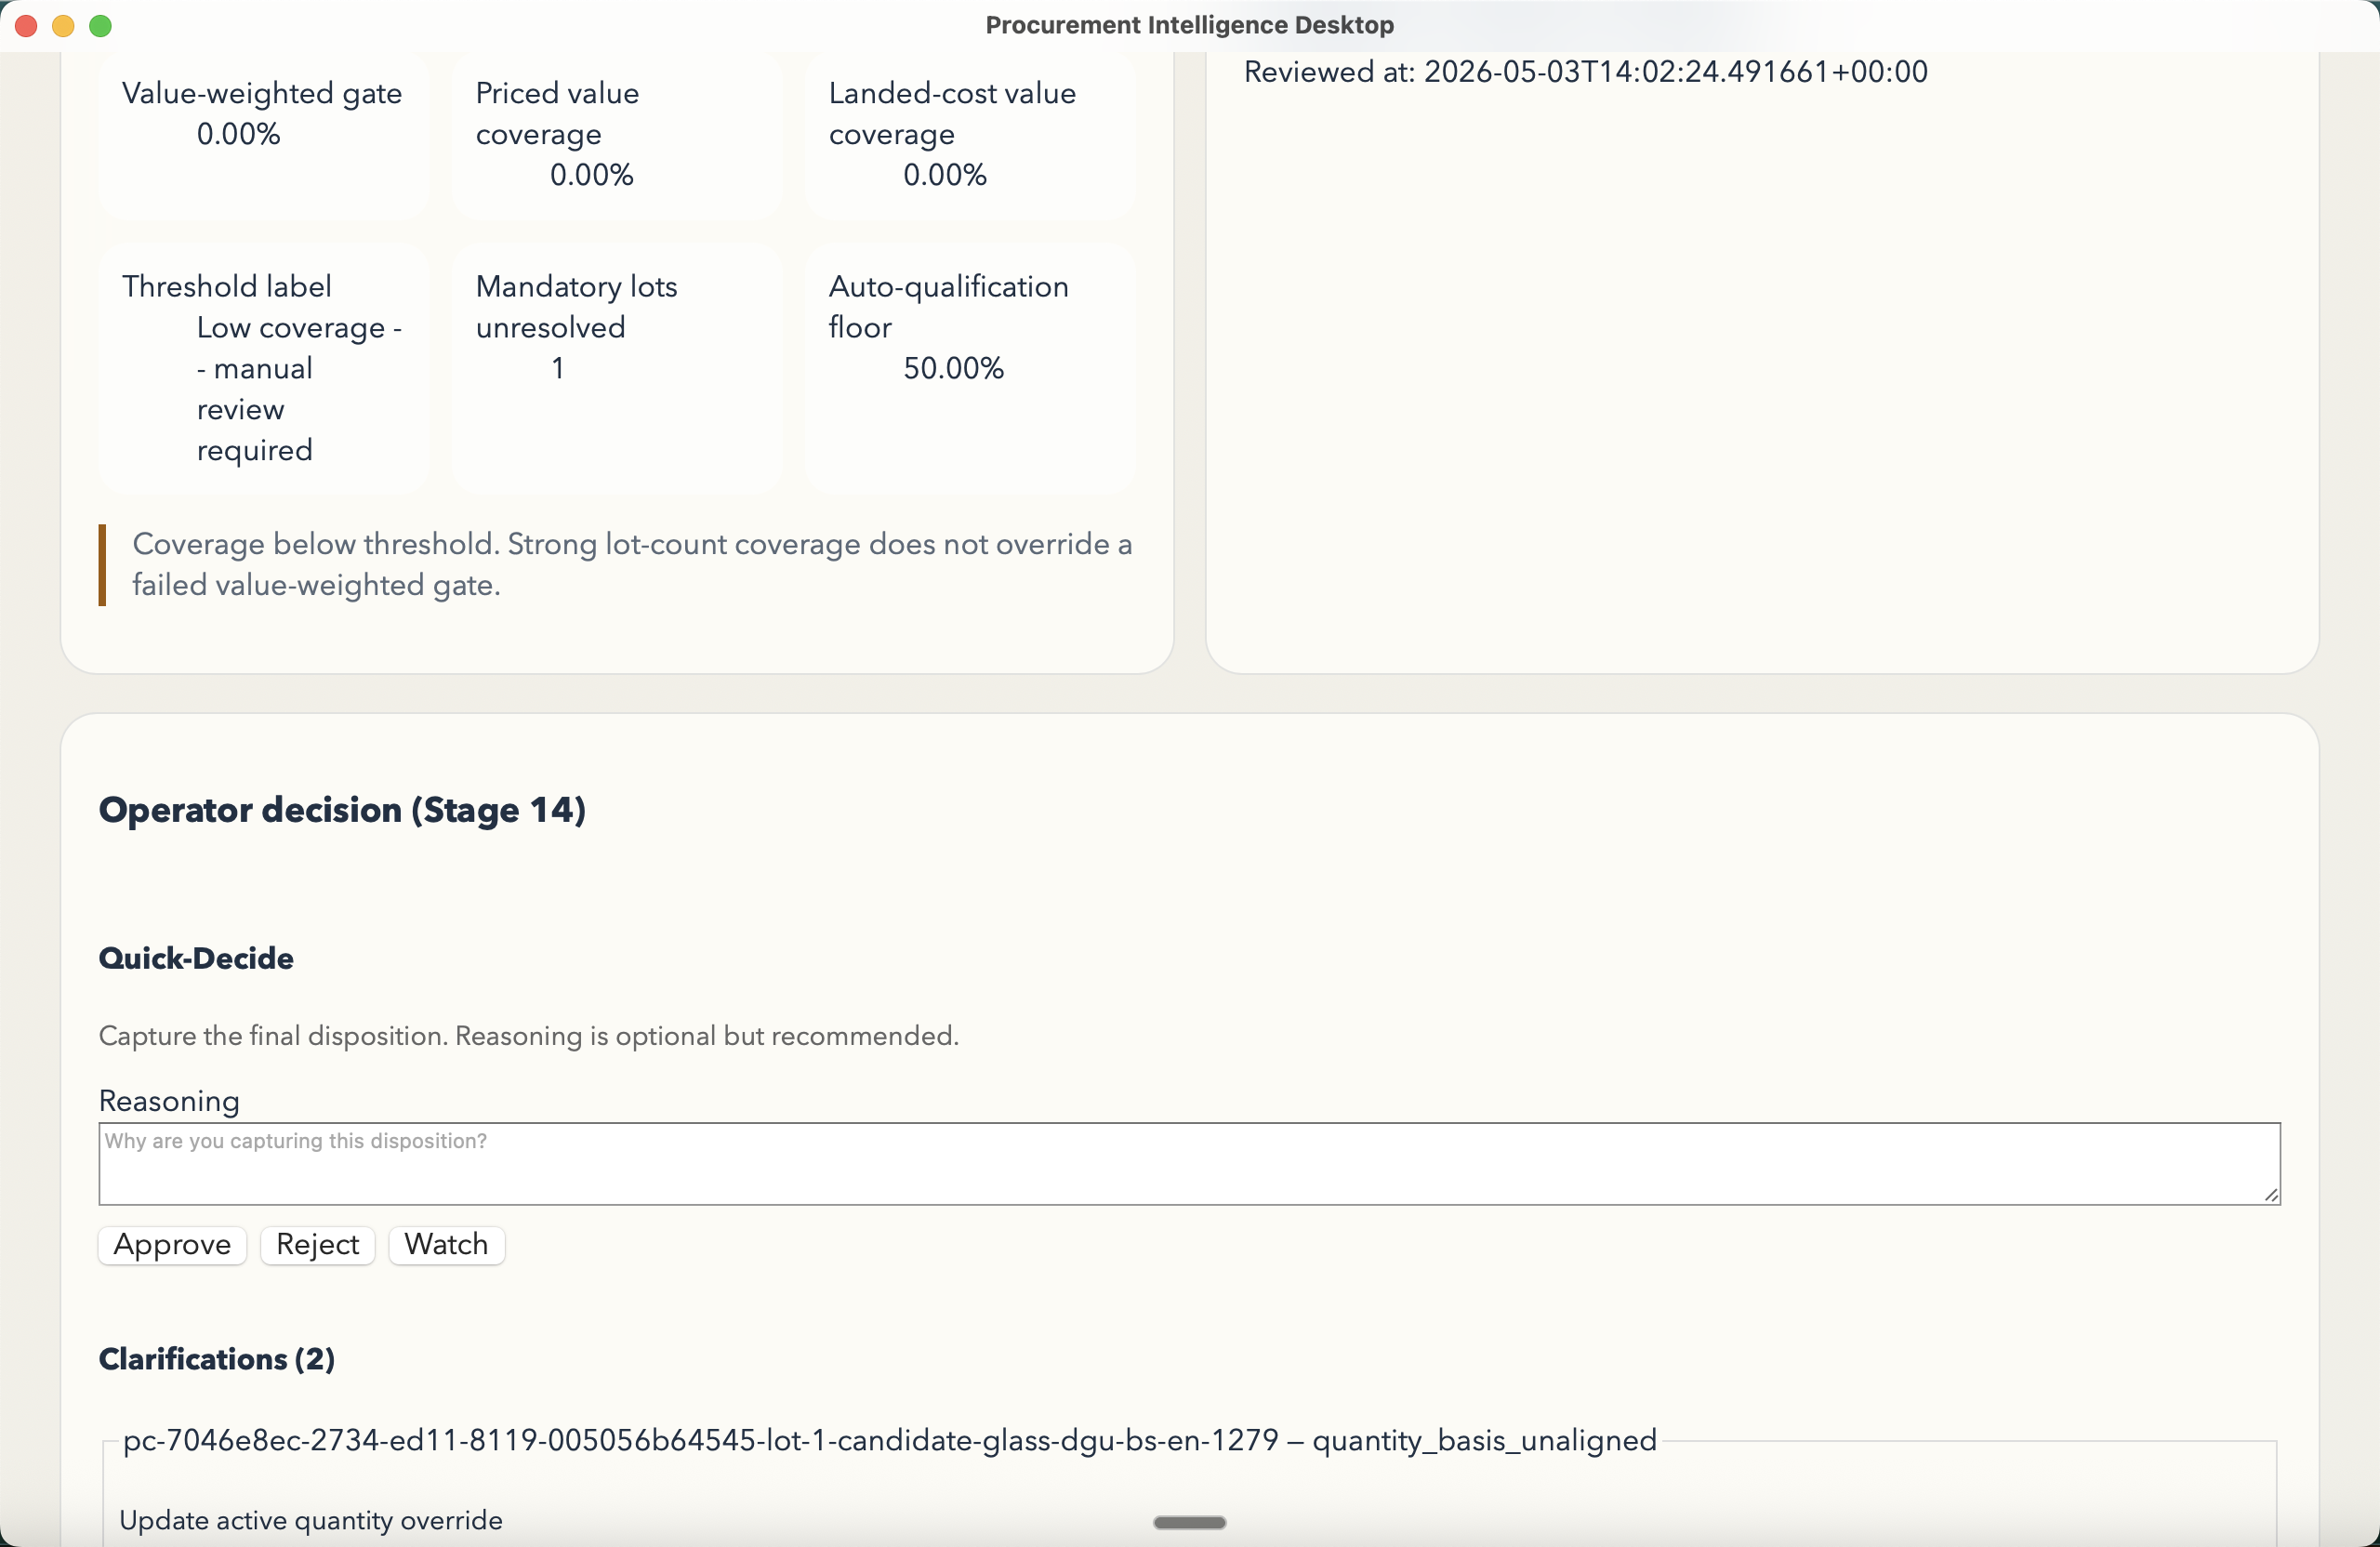 Procurement Intelligence Desktop
Value-weighted gate
0.00%
Priced value
coverage
0.00%
Landed-cost value
coverage
0.00%
Reviewed at: 2026-05-03T14:02:24.491661+00:00
Threshold label
Low coverage -
- manual
review
required
Mandatory lots
unresolved
1
Auto-qualification
floor
50.00%
Coverage below threshold. Strong lot-count coverage does not override a
failed value-weighted gate.
Operator decision (Stage 14)
Quick-Decide
Capture the final disposition. Reasoning is optional but recommended.
Reasoning
Why are you capturing this disposition?
Approve
Reject
Watch
Clarifications (2)
pc-7046e8ec-2734-ed11-8119-005056b64545-lot-1-candidate-glass-dgu-bs-en-1279 — quantity_basis_unaligned
Update active quantity override